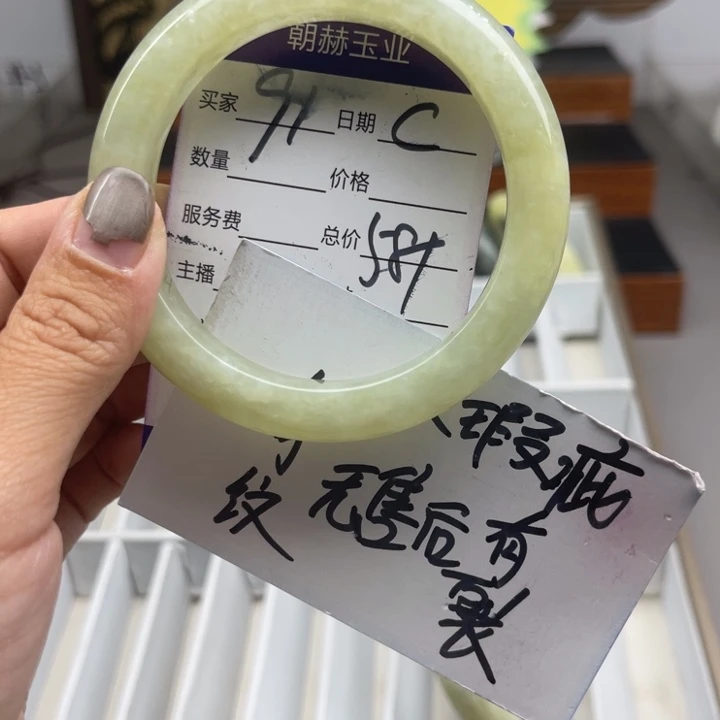 朝赫玉业
买家 91 日期 C
数量 价格
服务费 总价 581
主播
瑕疵
纹 无售后有
裂